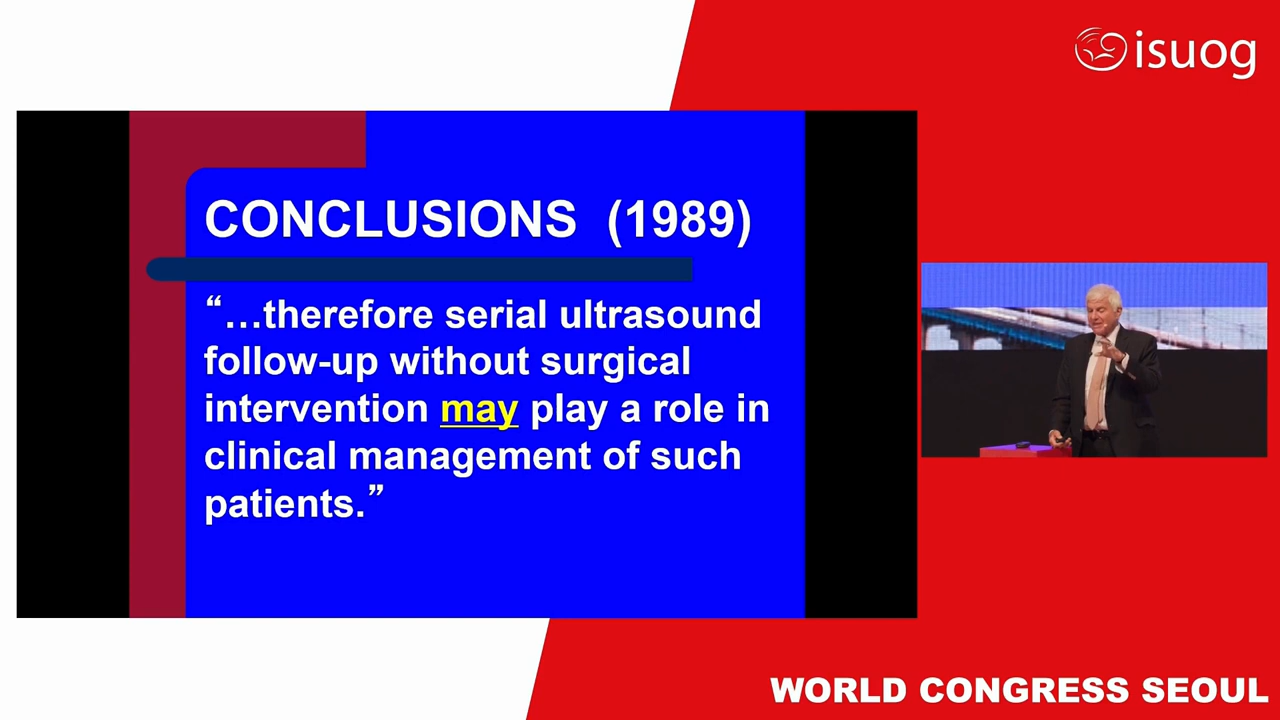 isuog
CONCLUSIONS (1989)
“…therefore serial ultrasound
follow-up without surgical
intervention may play a role in
clinical management of such
patients.”
WORLD CONGRESS SEOUL